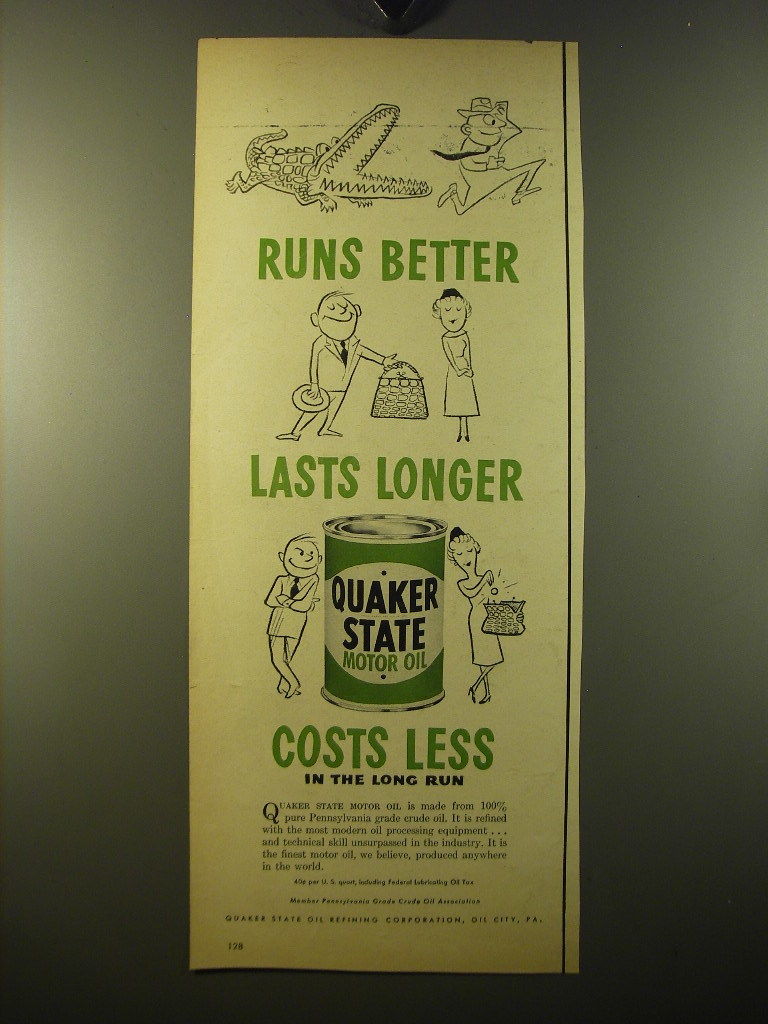 RUNS BETTER
LASTS LONGER
QUAKER
STATE
MOTOR OIL
COSTS LESS
IN THE LONG RUN
QUAKER STATE MOTOR OIL is made from 100%
pure Pennsylvania grade crude oil. It is refined
with the most modern oil processing equipment . . .
and technical skill unsurpassed in the industry. It is
the finest motor oil, we believe, produced anywhere
in the world.
40¢ per U. S. quart, including Federal Lubricating Oil Tax
Member Pennsylvania Grade Crude Oil Association
QUAKER STATE OIL REFINING CORPORATION, OIL CITY, PA.
128